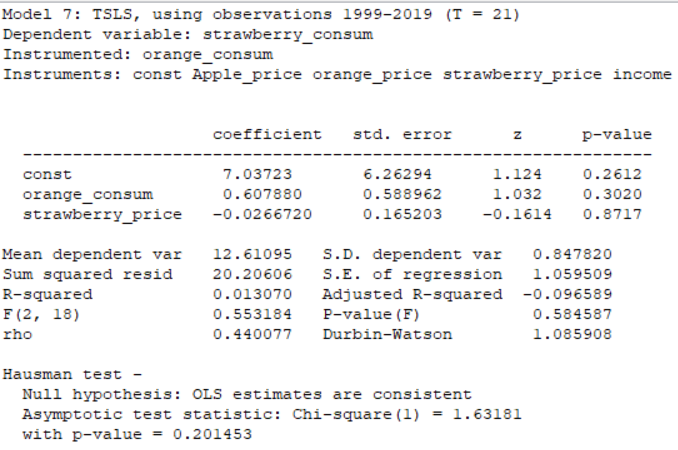 Model 7: TSLS, using observations 1999-2019 (T = 21)
Dependent variable: strawberry_consum
Instrumented: orange_consum
Instruments: const Apple_price orange_price strawberry_price income
coefficient std. error z p-value
---------------------------------------------------------------
const 7.03723 6.26294 1.124 0.2612
orange_consum 0.607880 0.588962 1.032 0.3020
strawberry_price -0.0266720 0.165203 -0.1614 0.8717
Mean dependent var 12.61095 S.D. dependent var 0.847820
Sum squared resid 20.20606 S.E. of regression 1.059509
R-squared 0.013070 Adjusted R-squared -0.096589
F(2, 18) 0.553184 P-value(F) 0.584587
rho 0.440077 Durbin-Watson 1.085908
Hausman test -
Null hypothesis: OLS estimates are consistent
Asymptotic test statistic: Chi-square(1) = 1.63181
with p-value = 0.201453